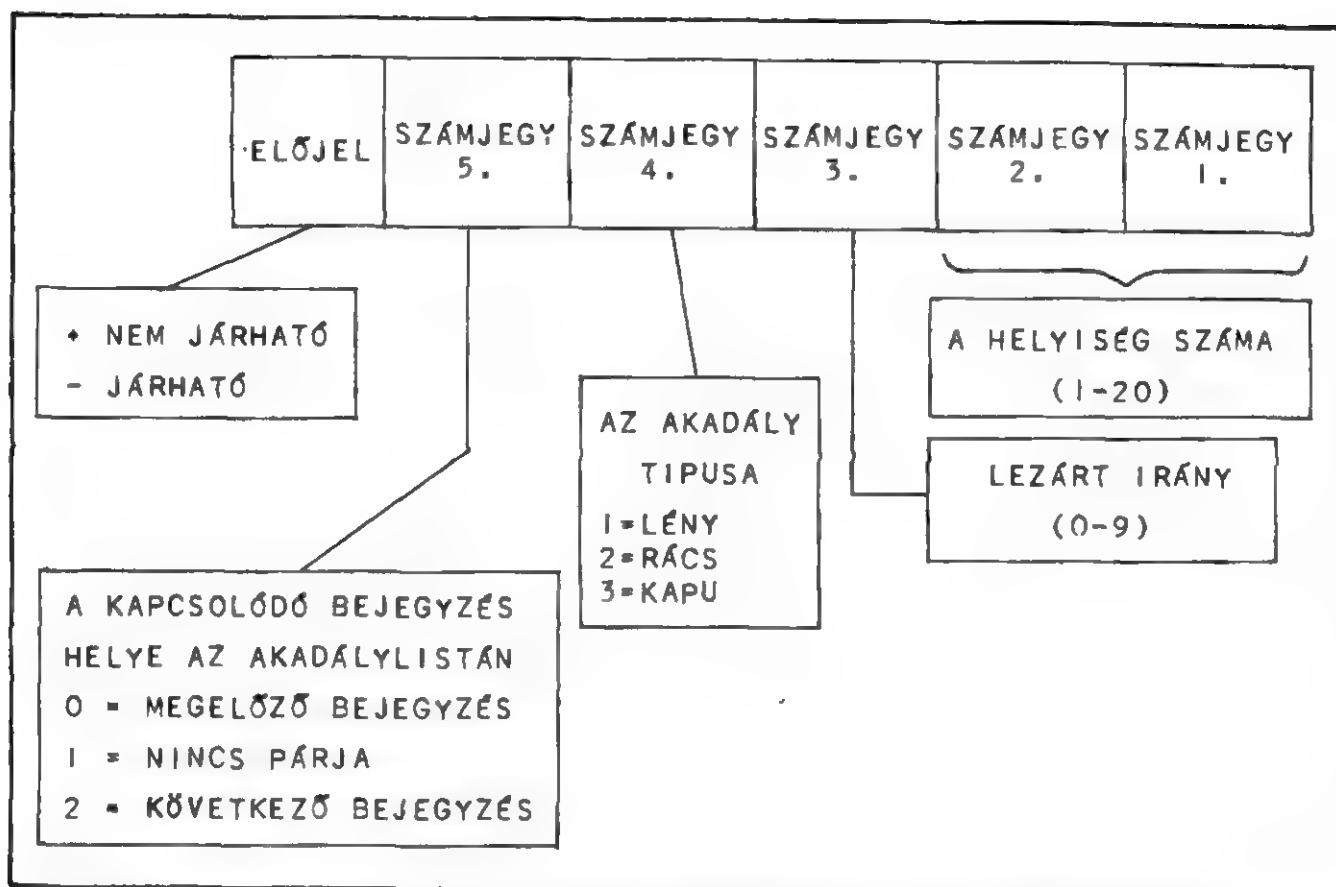 ELŐJEL
SZÁMJEGY
5.
SZÁMJEGY
4.
SZÁMJEGY
3.
SZÁMJEGY
2.
SZÁMJEGY
1.
+ NEM JÁRHATÓ
- JÁRHATÓ
A HELYISÉG SZÁMA
(1-20)
AZ AKADÁLY
TIPUSA
1=LÉNY
2=RÁCS
3=KAPU
LEZÁRT IRÁNY
(0-9)
A KAPCSOLÓDÓ BEJEGYZÉS
HELYE AZ AKADÁLYLISTÁN
0 = MEGELŐZŐ BEJEGYZÉS
1 = NINCS PÁRJA
2 = KÖVETKEZŐ BEJEGYZÉS